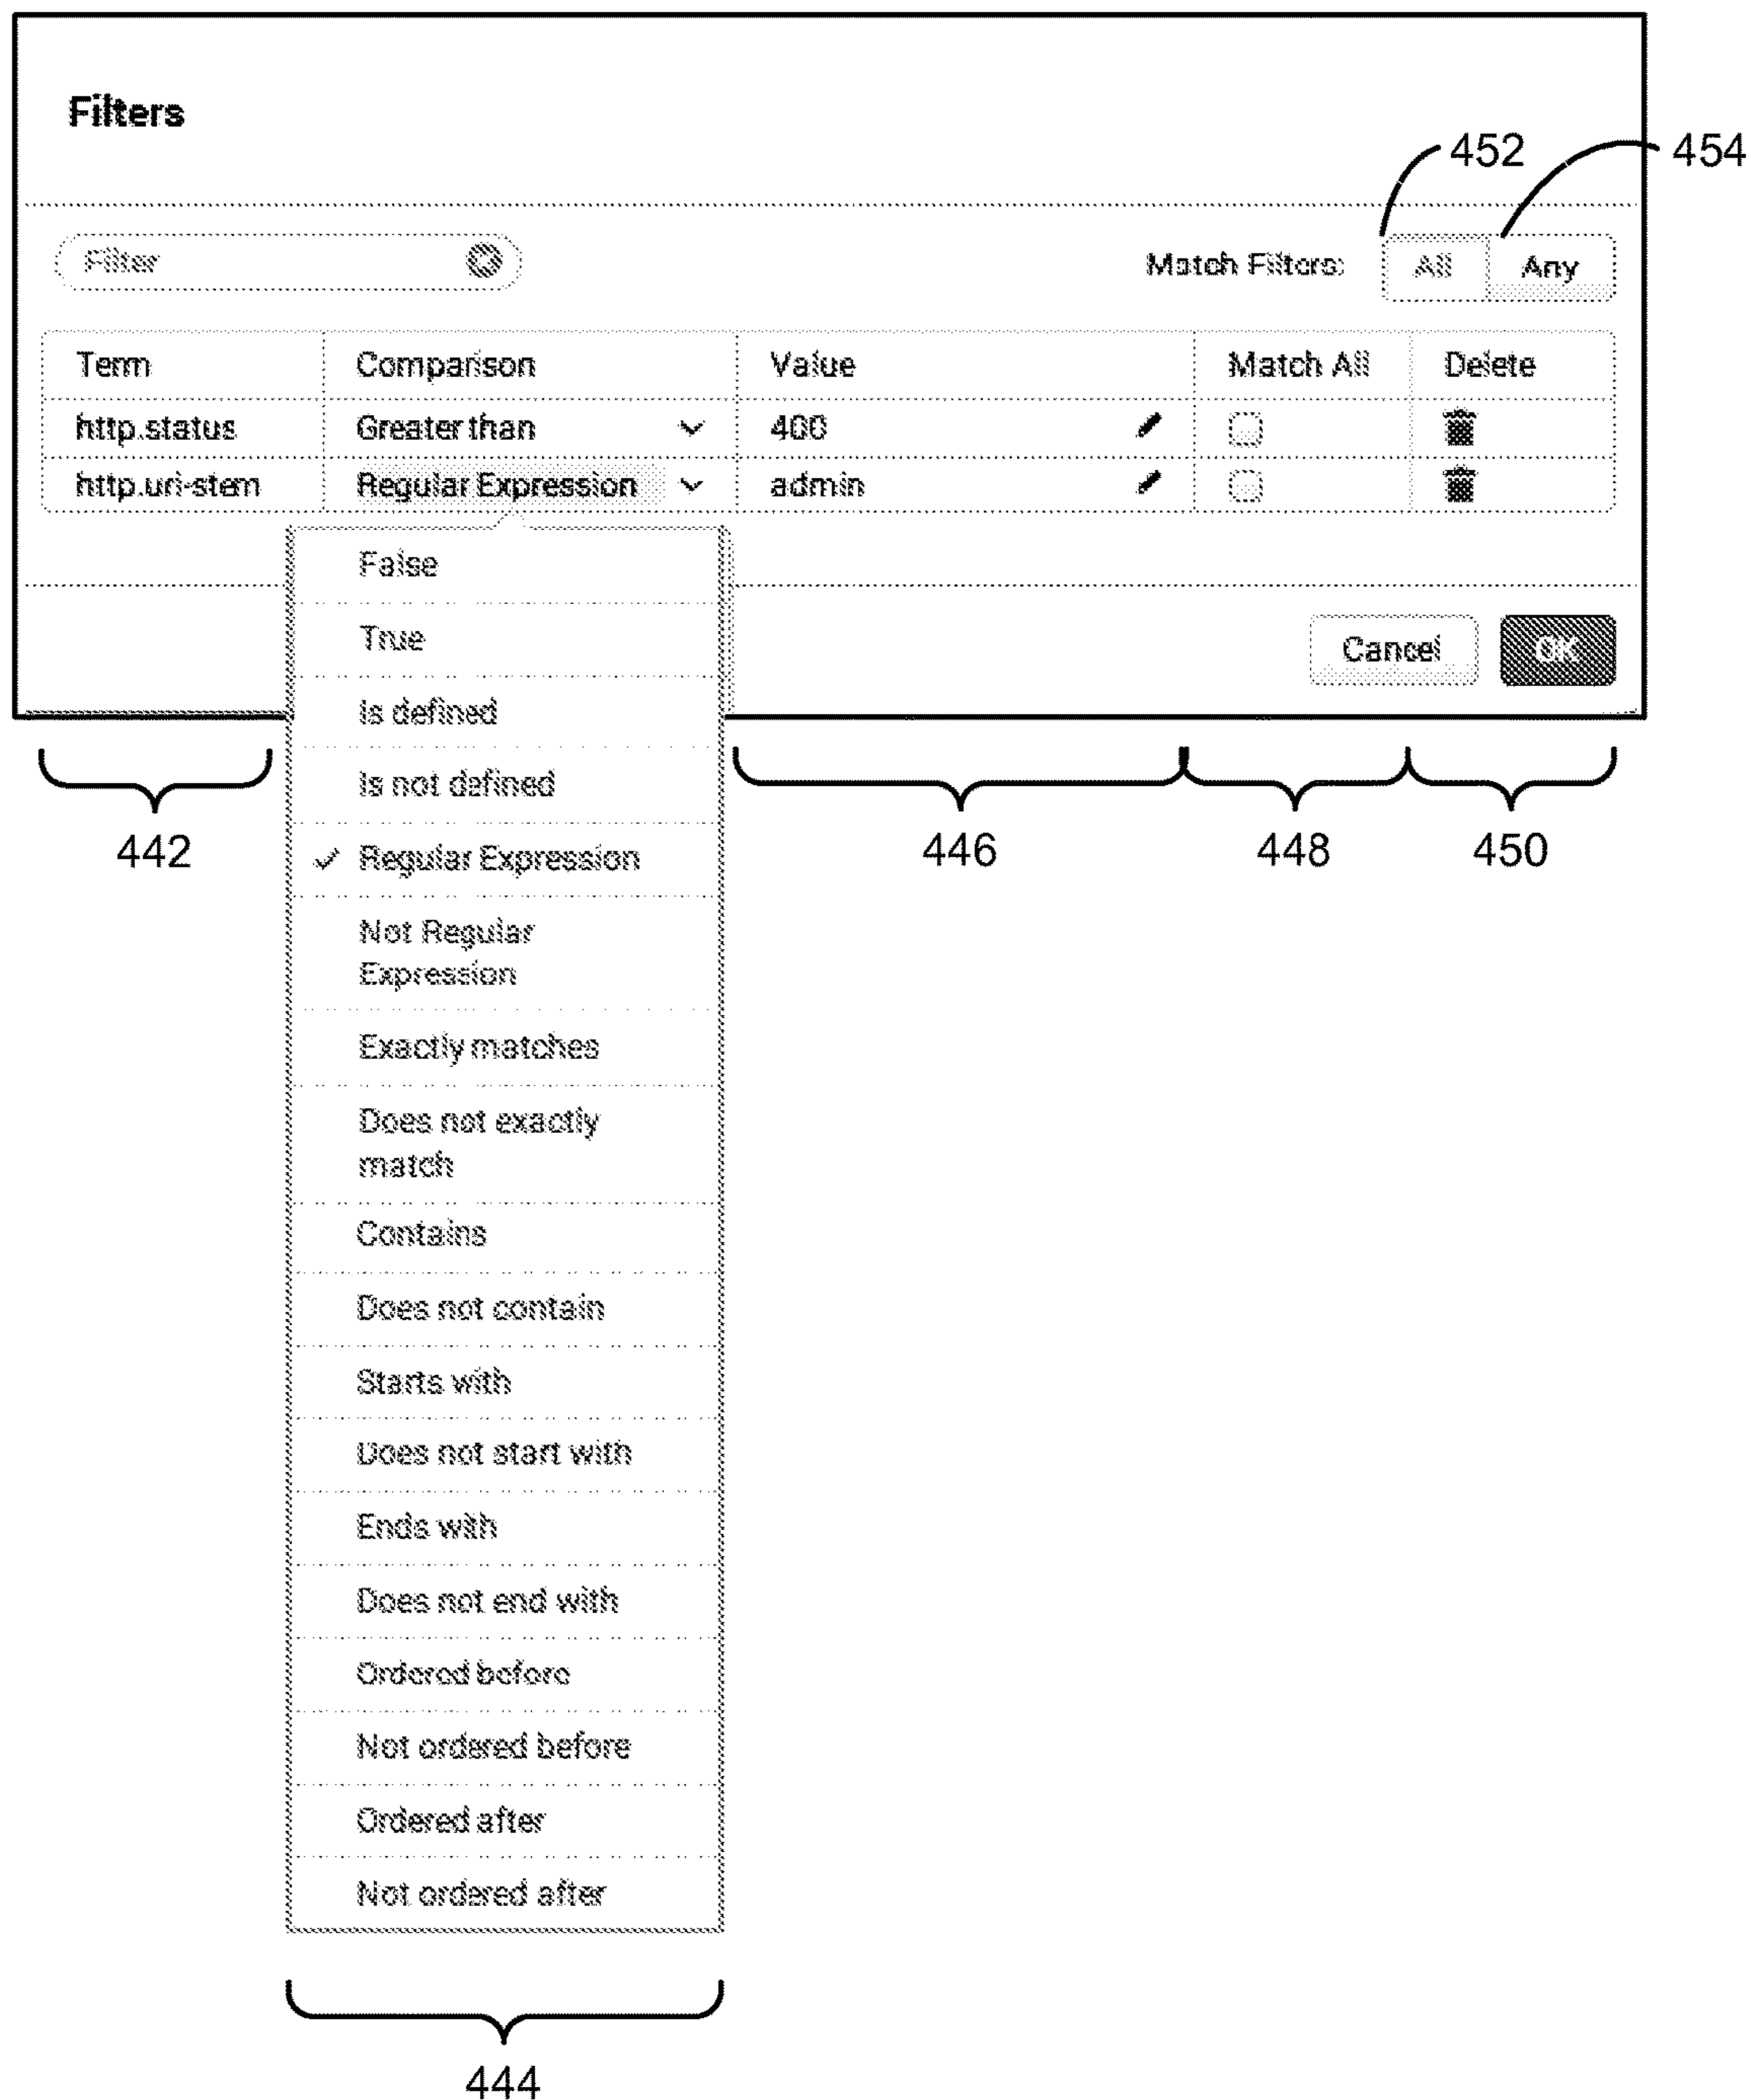 Filters
452
454
Filter
Match Filters:
All
Any
Term
Comparison
Value
Match All
Delete
http.status
Greater than
400
http.uri-stem
Regular Expression
admin
False
True
Is defined
Is not defined
Regular Expression
Not Regular
Expression
Exactly matches
Does not exactly
match
Contains
Does not contain
Starts with
Does not start with
Ends with
Does not end with
Ordered before
Not ordered before
Ordered after
Not ordered after
Cancel
OK
442
446
448
450
444